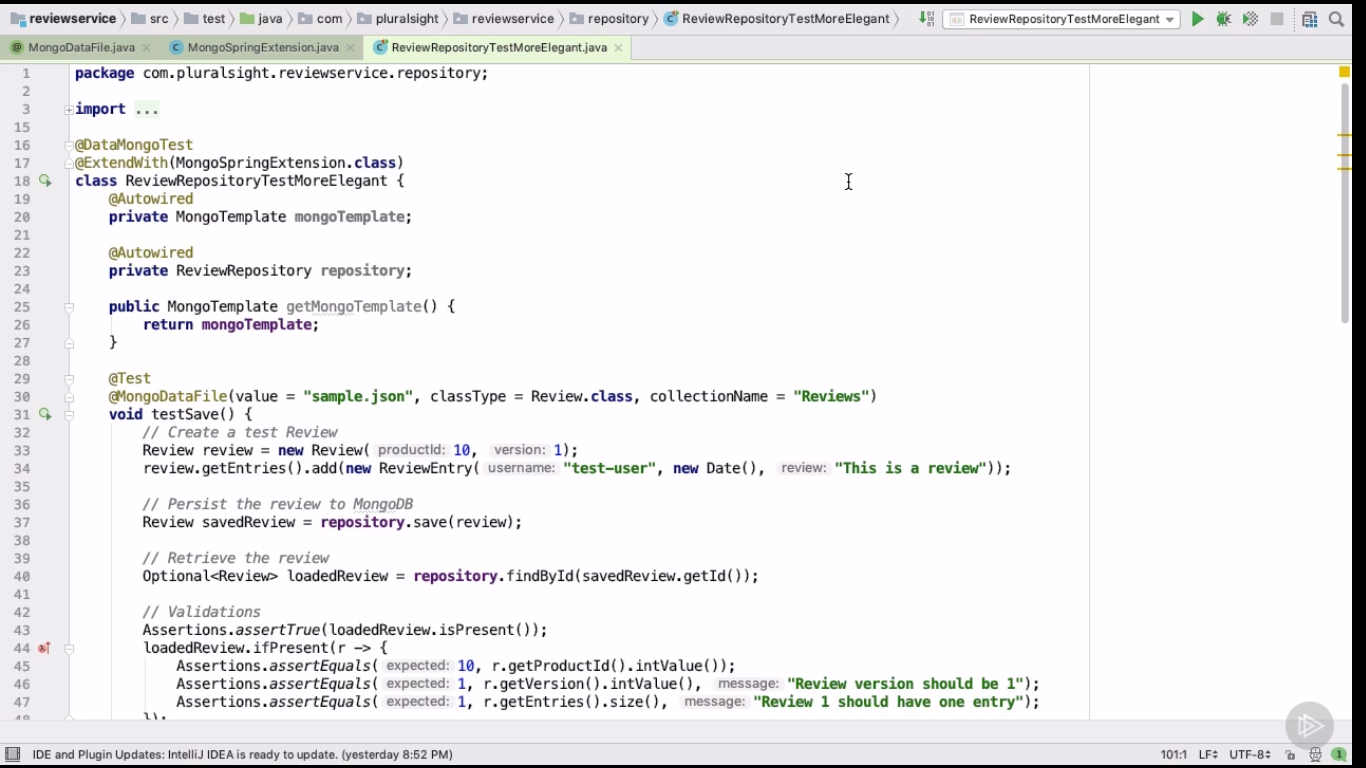 reviewservice src test java com pluralsight reviewservice repository ReviewRepositoryTestMoreElegant ReviewRepositoryTestMoreElegant
MongoDataFile.java MongoSpringExtension.java ReviewRepositoryTestMoreElegant.java
1 package com.pluralsight.reviewservice.repository;
2
3 import ...
15
16 @DataMongoTest
17 @ExtendWith(MongoSpringExtension.class)
18 class ReviewRepositoryTestMoreElegant {
19 @Autowired
20 private MongoTemplate mongoTemplate;
21
22 @Autowired
23 private ReviewRepository repository;
24
25 public MongoTemplate getMongoTemplate() {
26 return mongoTemplate;
27 }
28
29 @Test
30 @MongoDataFile(value = "sample.json", classType = Review.class, collectionName = "Reviews")
31 void testSave() {
32 // Create a test Review
33 Review review = new Review( productId: 10, version: 1);
34 review.getEntries().add(new ReviewEntry( username: "test-user", new Date(), review: "This is a review"));
35
36 // Persist the review to MongoDB
37 Review savedReview = repository.save(review);
38
39 // Retrieve the review
40 Optional<Review> loadedReview = repository.findById(savedReview.getId());
41
42 // Validations
43 Assertions.assertTrue(loadedReview.isPresent());
44 loadedReview.ifPresent(r -> {
45 Assertions.assertEquals( expected: 10, r.getProductId().intValue());
46 Assertions.assertEquals( expected: 1, r.getVersion().intValue(), message: "Review version should be 1");
47 Assertions.assertEquals( expected: 1, r.getEntries().size(), message: "Review 1 should have one entry");
48 });
IDE and Plugin Updates: IntelliJ IDEA is ready to update. (yesterday 8:52 PM) 101:1 LF UTF-8 1